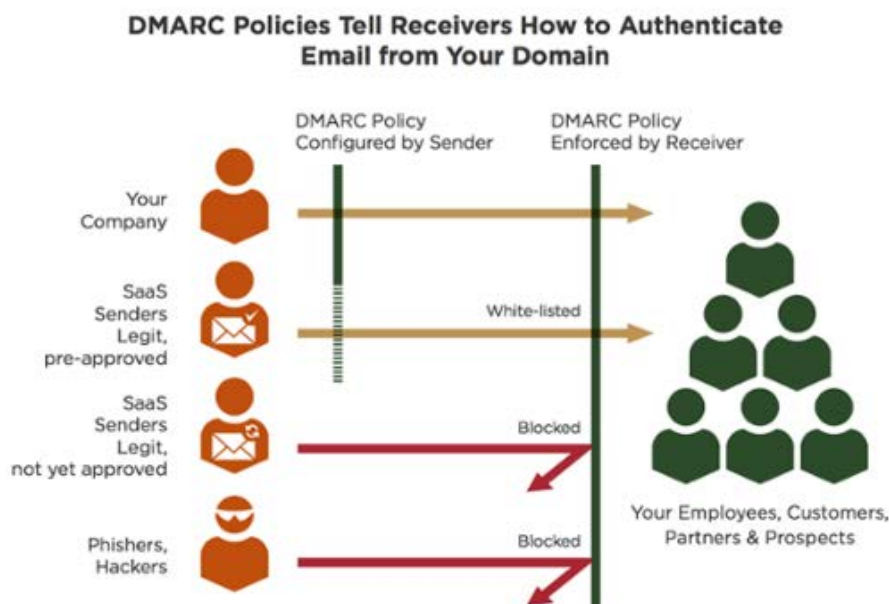 DMARC Policies Tell Receivers How to Authenticate
Email from Your Domain
DMARC Policy
Configured by Sender
DMARC Policy
Enforced by Receiver
Your
Company
SaaS
Senders
Legit,
pre-approved
White-listed
SaaS
Senders
Legit,
not yet approved
Blocked
Phishers,
Hackers
Blocked
Your Employees, Customers,
Partners & Prospects